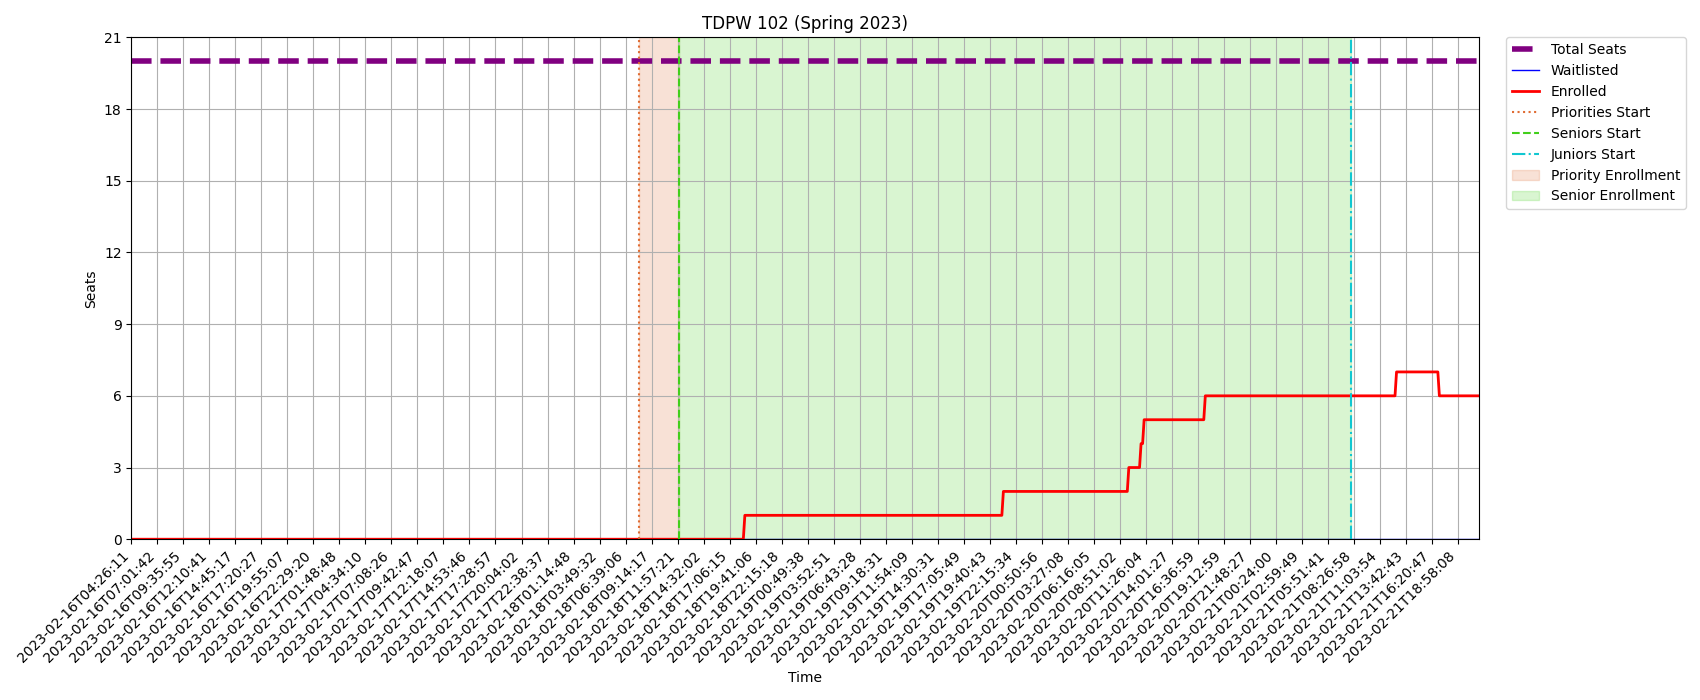 TDPW 102 (Spring 2023)
21
18
15
12
9
6
3
0
Seats
2023-02-16T04:26:11
2023-02-16T07:01:42
2023-02-16T09:35:55
2023-02-16T12:10:41
2023-02-16T14:45:17
2023-02-16T17:20:27
2023-02-16T19:55:07
2023-02-16T22:29:20
2023-02-17T01:48:48
2023-02-17T04:34:10
2023-02-17T07:08:26
2023-02-17T09:42:47
2023-02-17T12:18:07
2023-02-17T14:53:46
2023-02-17T17:28:57
2023-02-17T20:04:02
2023-02-17T22:38:37
2023-02-18T01:14:48
2023-02-18T03:49:32
2023-02-18T06:39:06
2023-02-18T09:14:17
2023-02-18T11:57:21
2023-02-18T14:32:02
2023-02-18T17:06:15
2023-02-18T19:41:06
2023-02-18T22:15:18
2023-02-19T00:49:38
2023-02-19T03:52:51
2023-02-19T06:43:28
2023-02-19T09:18:31
2023-02-19T11:54:09
2023-02-19T14:30:31
2023-02-19T17:05:49
2023-02-19T19:40:43
2023-02-19T22:15:34
2023-02-20T00:50:56
2023-02-20T03:27:08
2023-02-20T06:16:05
2023-02-20T08:51:02
2023-02-20T11:26:04
2023-02-20T14:01:27
2023-02-20T16:36:59
2023-02-20T19:12:59
2023-02-20T21:48:27
2023-02-21T00:24:00
2023-02-21T02:59:49
2023-02-21T05:51:41
2023-02-21T08:26:58
2023-02-21T11:03:54
2023-02-21T13:42:43
2023-02-21T16:20:47
2023-02-21T18:58:08
Time
Total Seats
Waitlisted
Enrolled
Priorities Start
Seniors Start
Juniors Start
Priority Enrollment
Senior Enrollment